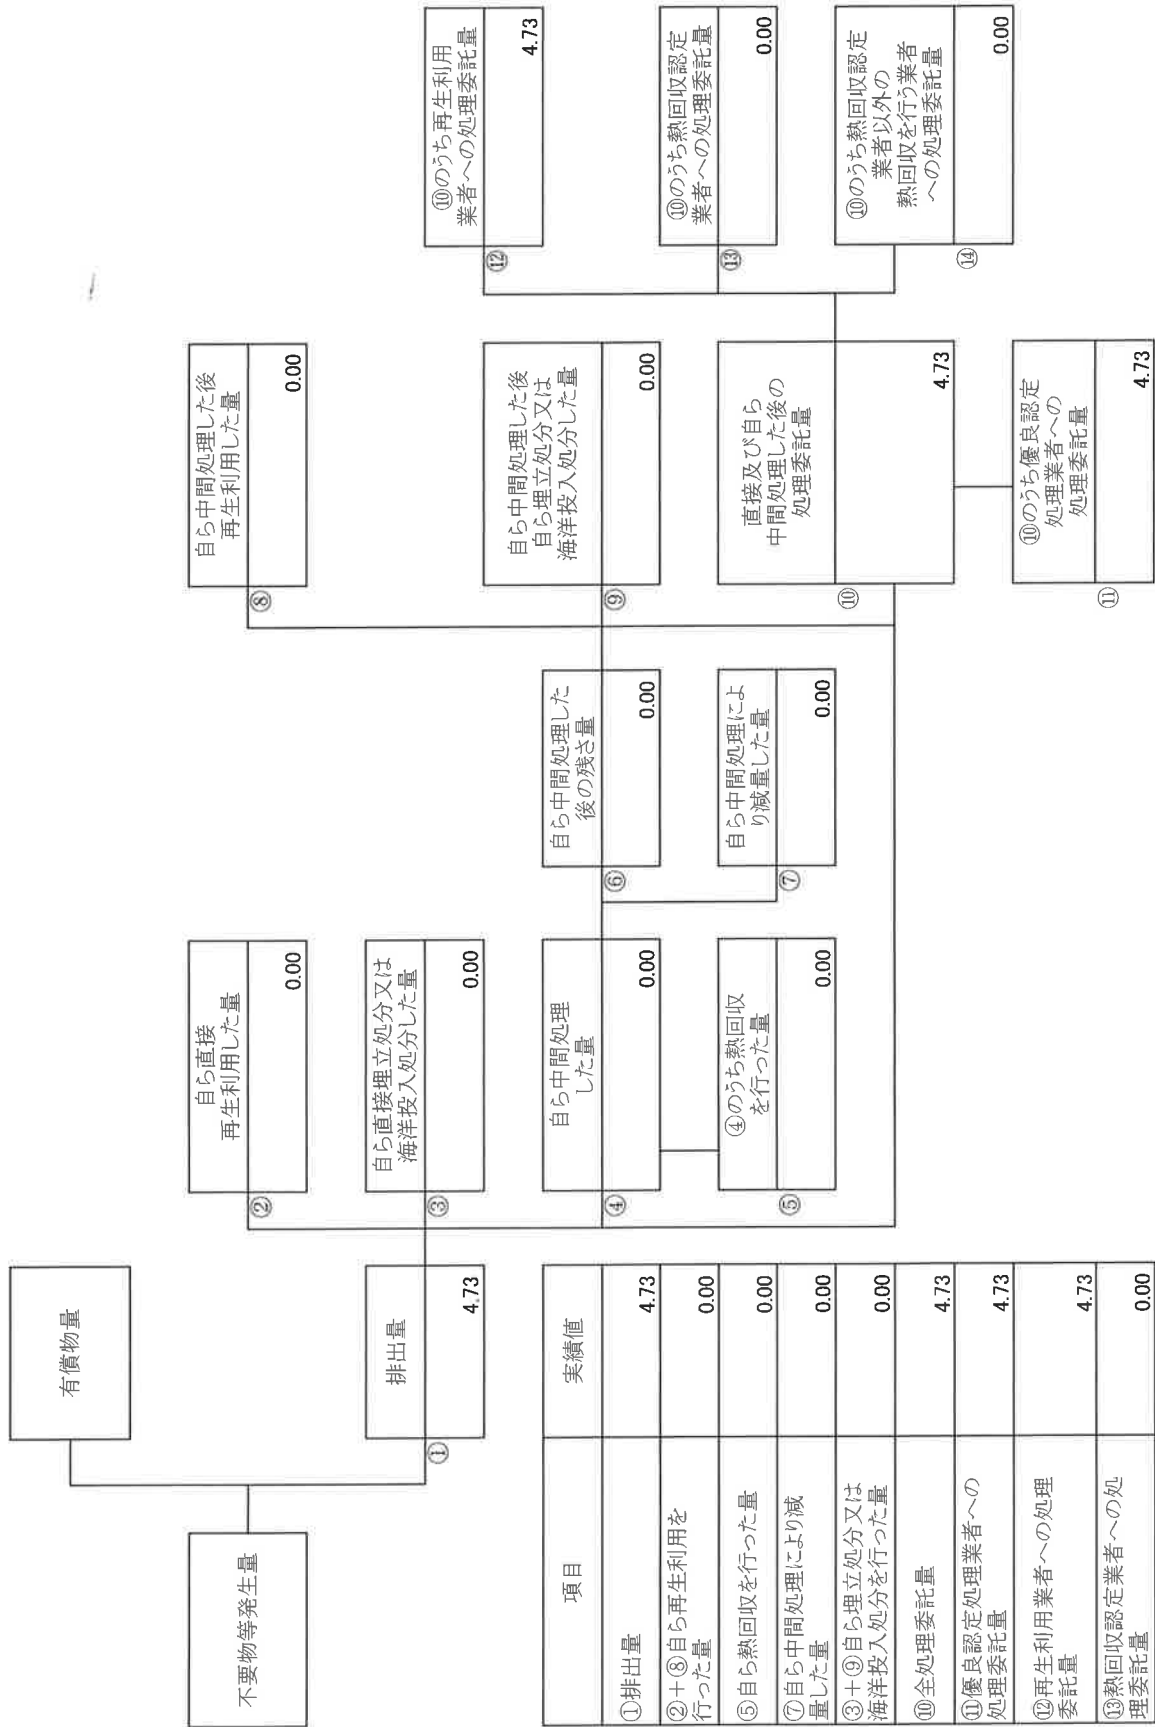 不要物等発生量
有償物量
排出量
①
4.73
自ら直接
再生利用した量
②
0.00
自ら直接埋立処分又は
海洋投入処分した量
③
0.00
自ら中間処理
した量
④
0.00
④のうち熱回収
を行った量
⑤
0.00
自ら中間処理した
後の残さ量
⑥
0.00
自ら中間処理によ
り減量した量
⑦
0.00
自ら中間処理した後
再生利用した量
⑧
0.00
自ら中間処理した後
自ら埋立処分又は
海洋投入処分した量
⑨
0.00
直接及び自ら
中間処理した後の
処理委託量
⑩
4.73
⑩のうち優良認定
処理業者への
処理委託量
⑪
4.73
⑩のうち再生利用
業者への処理委託量
⑫
4.73
⑩のうち熱回収認定
業者への処理委託量
⑬
0.00
⑩のうち熱回収認定
業者以外の
熱回収を行う業者
への処理委託量
⑭
0.00
項目 実績値
①排出量 4.73
②+⑧自ら再生利用を
行った量 0.00
⑤自ら熱回収を行った量 0.00
⑦自ら中間処理により減
量した量 0.00
③+⑨自ら埋立処分又は
海洋投入処分を行った量 0.00
⑩全処理委託量 4.73
⑪優良認定処理業者への
処理委託量 4.73
⑫再生利用業者への処理
委託量 4.73
⑬熱回収認定業者への処
理委託量 0.00